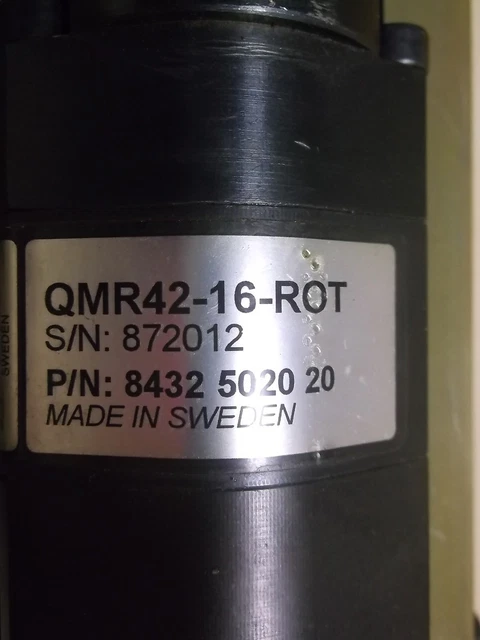 QMR42-16-ROT
S/N: 872012
P/N: 8432 5020 20
MADE IN SWEDEN
SWEDEN